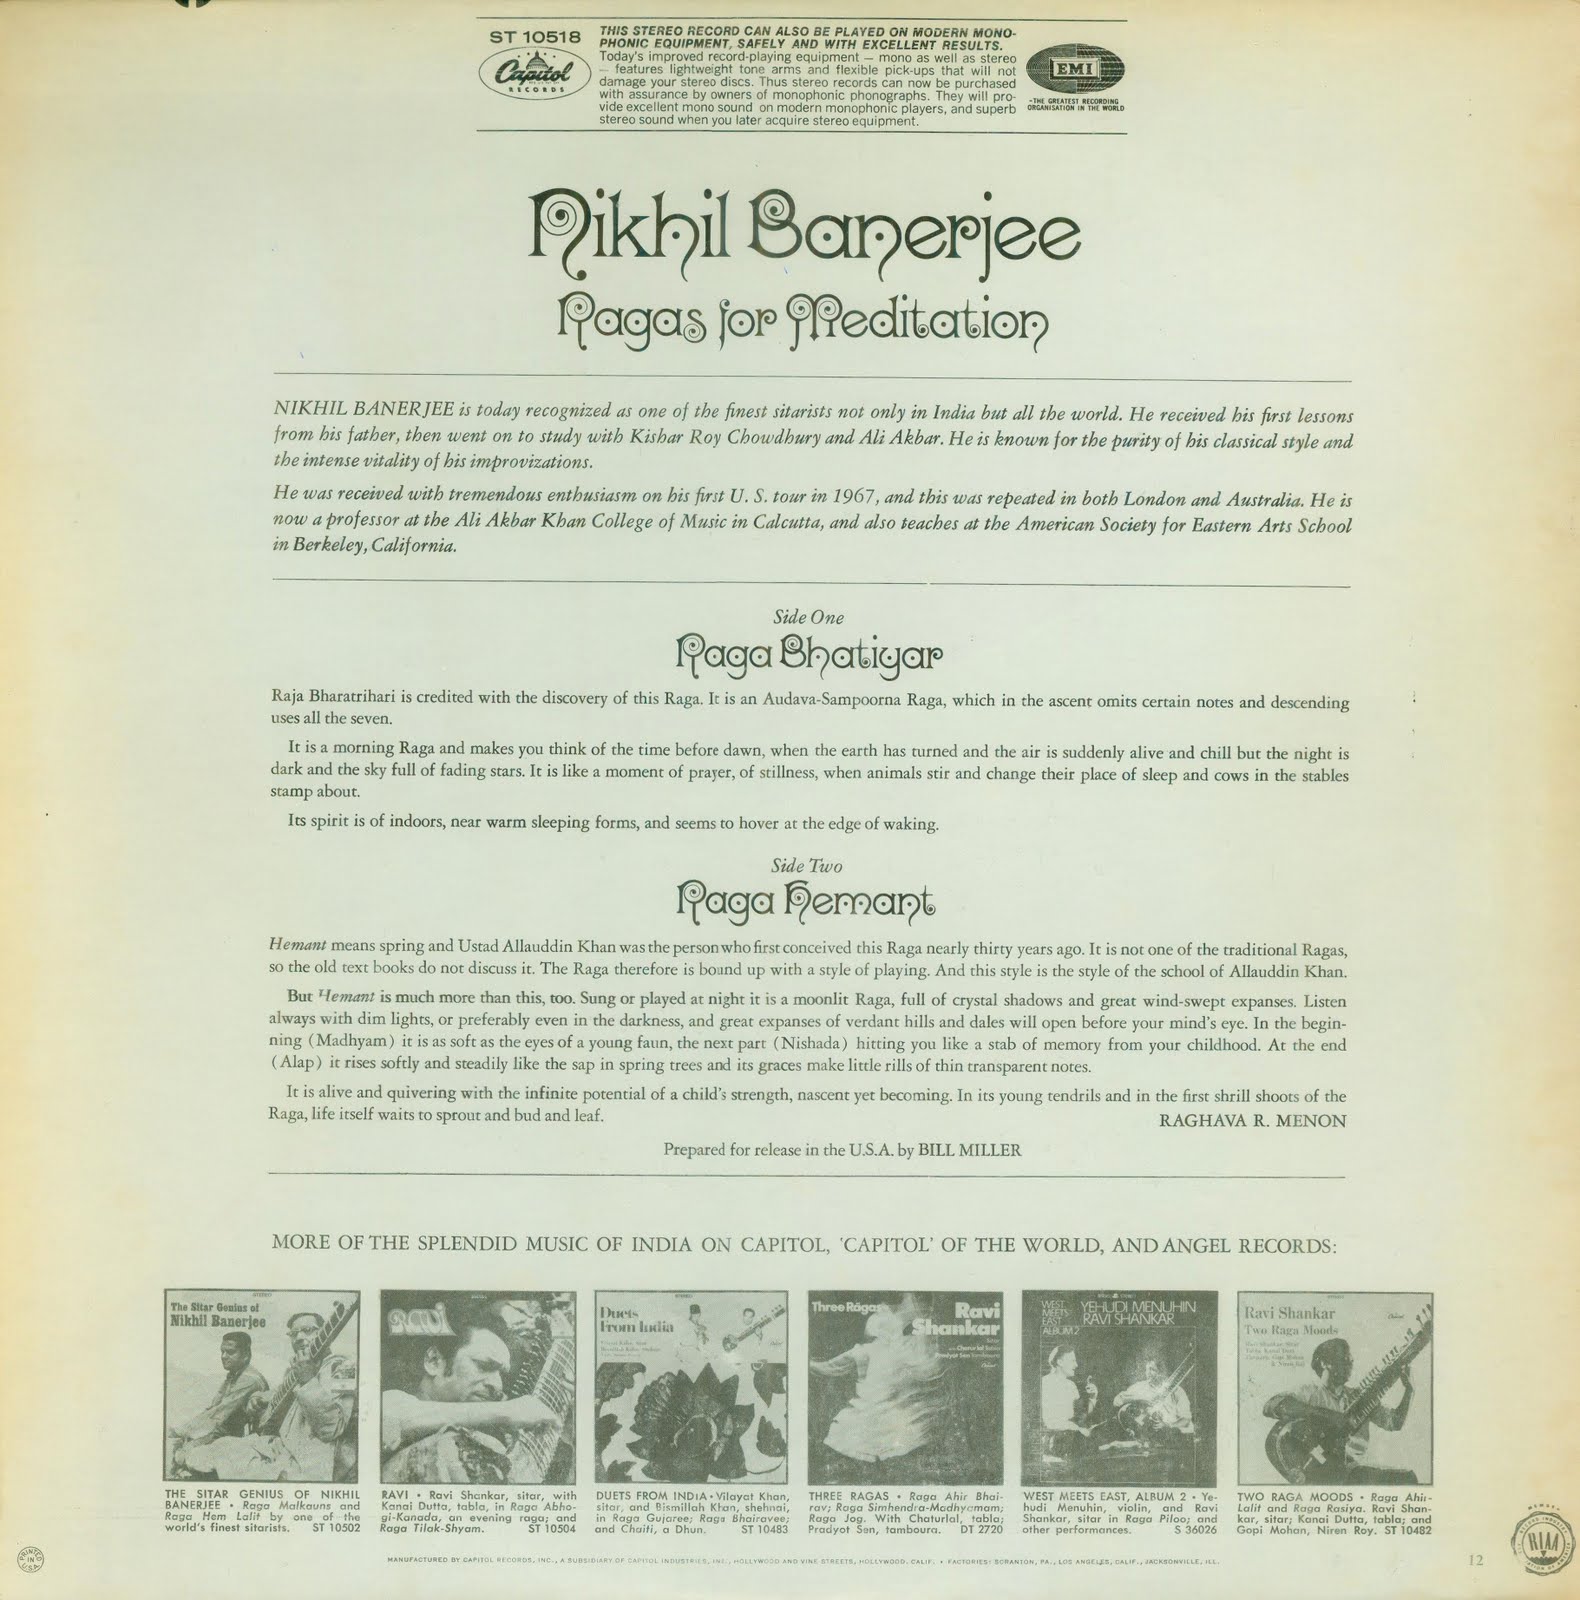 ST 10518
Capitol
RECORDS
THIS STEREO RECORD CAN ALSO BE PLAYED ON MODERN MONO-
PHONIC EQUIPMENT, SAFELY AND WITH EXCELLENT RESULTS.
Today's improved record-playing equipment — mono as well as stereo
— features lightweight tone arms and flexible pick-ups that will not
damage your stereo discs. Thus stereo records can now be purchased
with assurance by owners of monophonic phonographs. They will pro-
vide excellent mono sound on modern monophonic players, and superb
stereo sound when you later acquire stereo equipment.
EMI
-THE GREATEST RECORDING
ORGANISATION IN THE WORLD
Nikhil Banerjee
Ragas for Meditation
NIKHIL BANERJEE is today recognized as one of the finest sitarists not only in India but all the world. He received his first lessons
from his father, then went on to study with Kishar Roy Chowdhury and Ali Akbar. He is known for the purity of his classical style and
the intense vitality of his improvizations.
He was received with tremendous enthusiasm on his first U. S. tour in 1967, and this was repeated in both London and Australia. He is
now a professor at the Ali Akbar Khan College of Music in Calcutta, and also teaches at the American Society for Eastern Arts School
in Berkeley, California.
Side One
Raga Bhatiyar
Raja Bharatrihari is credited with the discovery of this Raga. It is an Audava-Sampoorna Raga, which in the ascent omits certain notes and descending
uses all the seven.
It is a morning Raga and makes you think of the time before dawn, when the earth has turned and the air is suddenly alive and chill but the night is
dark and the sky full of fading stars. It is like a moment of prayer, of stillness, when animals stir and change their place of sleep and cows in the stables
stamp about.
Its spirit is of indoors, near warm sleeping forms, and seems to hover at the edge of waking.
Side Two
Raga Hemant
Hemant means spring and Ustad Allauddin Khan was the person who first conceived this Raga nearly thirty years ago. It is not one of the traditional Ragas,
so the old text books do not discuss it. The Raga therefore is bound up with a style of playing. And this style is the style of the school of Allauddin Khan.
But Hemant is much more than this, too. Sung or played at night it is a moonlit Raga, full of crystal shadows and great wind-swept expanses. Listen
always with dim lights, or preferably even in the darkness, and great expanses of verdant hills and dales will open before your mind's eye. In the begin-
ning (Madhyam) it is as soft as the eyes of a young faun, the next part (Nishada) hitting you like a stab of memory from your childhood. At the end
(Alap) it rises softly and steadily like the sap in spring trees and its graces make little rills of thin transparent notes.
It is alive and quivering with the infinite potential of a child's strength, nascent yet becoming. In its young tendrils and in the first shrill shoots of the
Raga, life itself waits to sprout and bud and leaf.
RAGHAVA R. MENON
Prepared for release in the U.S.A. by BILL MILLER
MORE OF THE SPLENDID MUSIC OF INDIA ON CAPITOL, 'CAPITOL' OF THE WORLD, AND ANGEL RECORDS:
The Sitar Genius of
Nikhil Banerjee
RAVI
Duets
From India
Three Rāgas
Ravi
Shankar
WEST
MEETS
EAST
ALBUM 2
YEHUDI MENUHIN
RAVI SHANKAR
Ravi Shankar
Two Raga Moods
THE SITAR GENIUS OF NIKHIL
BANERJEE • Raga Malkauns and
Raga Hem Lalit by one of the
world's finest sitarists. ST 10502
RAVI • Ravi Shankar, sitar, with
Kanai Dutta, tabla, in Raga Abho-
gi-Kanada, an evening raga; and
Raga Tilak-Shyam. ST 10504
DUETS FROM INDIA • Vilayat Khan,
sitar, and Bismillah Khan, shehnai,
in Raga Gujaree; Raga Bhairavee;
and Chaiti, a Dhun. ST 10483
THREE RAGAS • Raga Ahir Bhai-
rav; Raga Simhendra-Madhyamam;
Raga Jog. With Chaturlal, tabla;
Pradyot Sen, tamboura. DT 2720
WEST MEETS EAST, ALBUM 2 • Ye-
hudi Menuhin, violin, and Ravi
Shankar, sitar in Raga Piloo; and
other performances. S 36026
TWO RAGA MOODS • Raga Ahir-
Lalit and Raga Rasiya. Ravi Shan-
kar, sitar; Kanai Dutta, tabla; and
Gopi Mohan, Niren Roy. ST 10482
PRINTED
IN
U.S.A.
MANUFACTURED BY CAPITOL RECORDS, INC., A SUBSIDIARY OF CAPITOL INDUSTRIES, INC., HOLLYWOOD AND VINE STREETS, HOLLYWOOD, CALIF. • FACTORIES: SCRANTON, PA., LOS ANGELES, CALIF., JACKSONVILLE, ILL.
12
MEMBER
RIAA